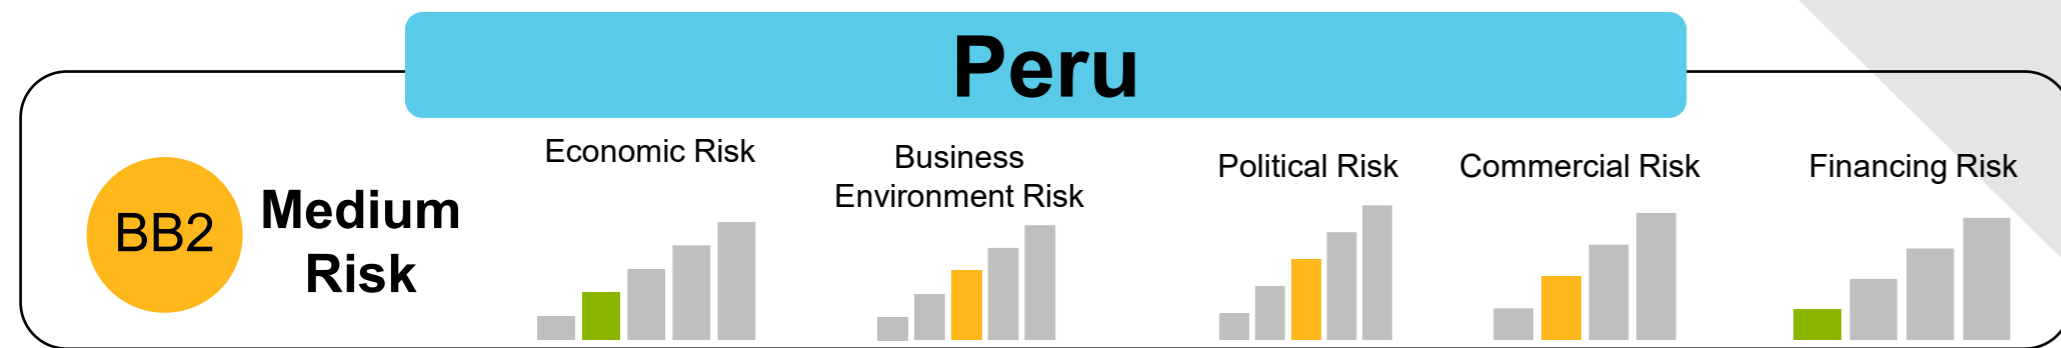 Peru
BB2
Medium
Risk
Economic Risk
Business
Environment Risk
Political Risk
Commercial Risk
Financing Risk